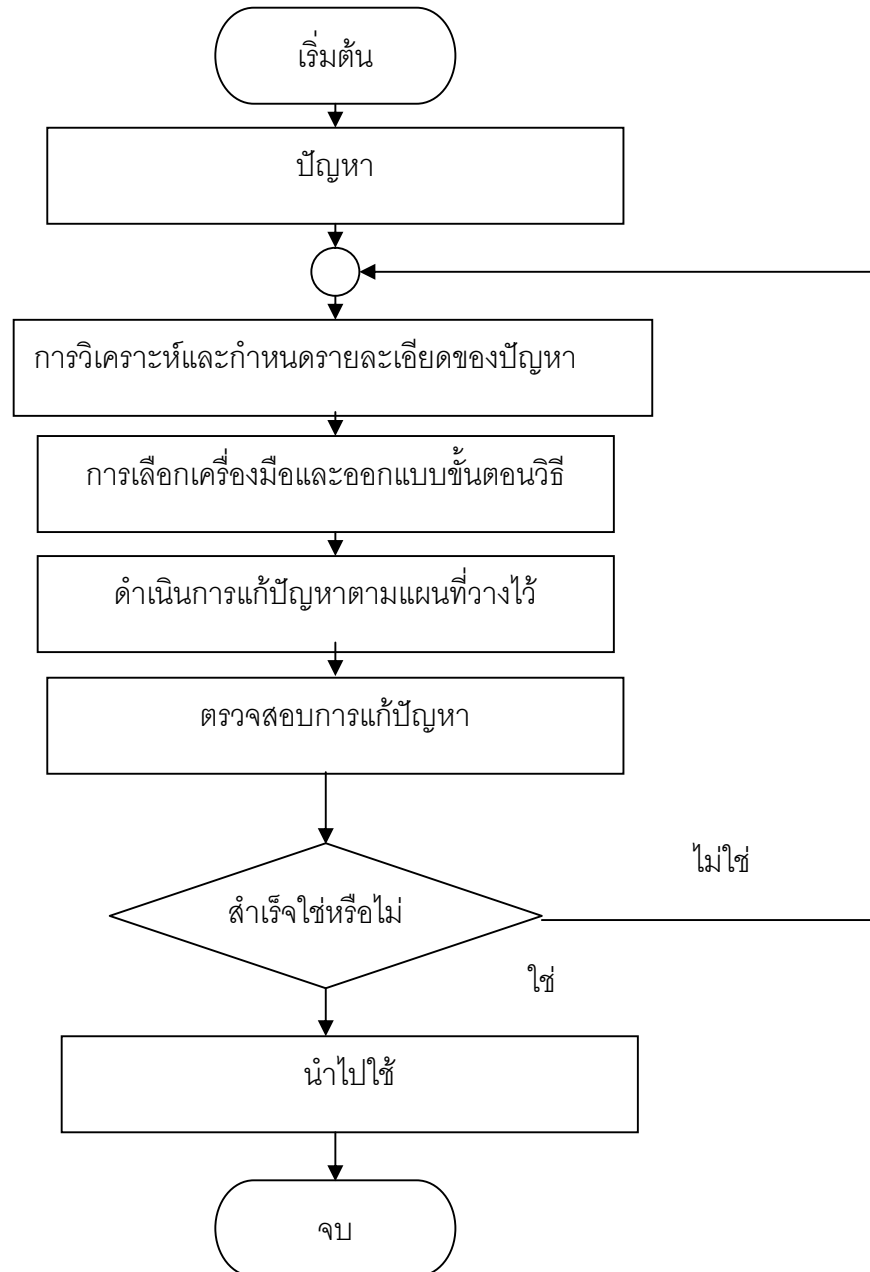 เริ่มต้น
ปัญหา
การวิเคราะห์และกำหนดรายละเอียดของปัญหา
การเลือกเครื่องมือและออกแบบขั้นตอนวิธี
ดำเนินการแก้ปัญหาตามแผนที่วางไว้
ตรวจสอบการแก้ปัญหา
ไม่ใช่
สำเร็จใช่หรือไม่
ใช่
นำไปใช้
จบ